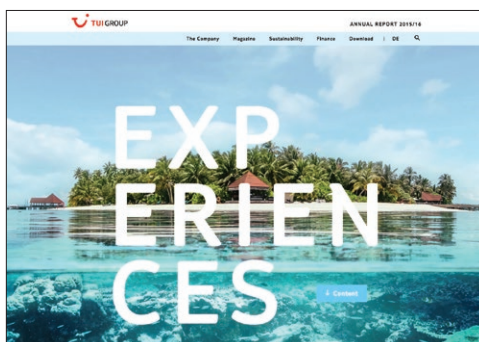 TUI GROUP
ANNUAL REPORT 2015/16
The Company Magazine Sustainability Finance Download | DE
EXP
ERIEN
CES
↓ Content